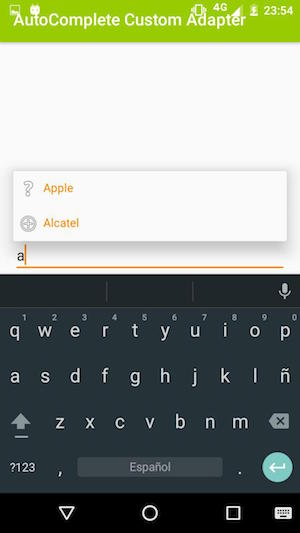 4G 23:54
AutoComplete Custom Adapter
Apple
Alcatel
a
1 2 3 4 5 6 7 8 9 0
q w e r t y u i o p
a s d f g h j k l ñ
z x c v b n m
?123 , Español .